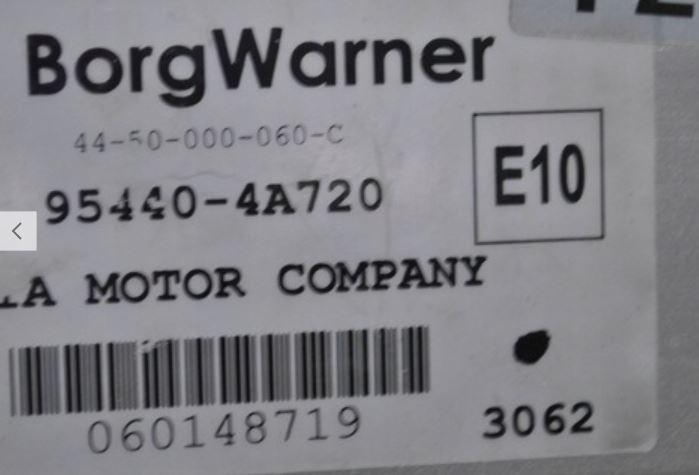 BorgWarner
44-50-000-060-C
95440-4A720
E10
MOTOR COMPANY
060148719
3062